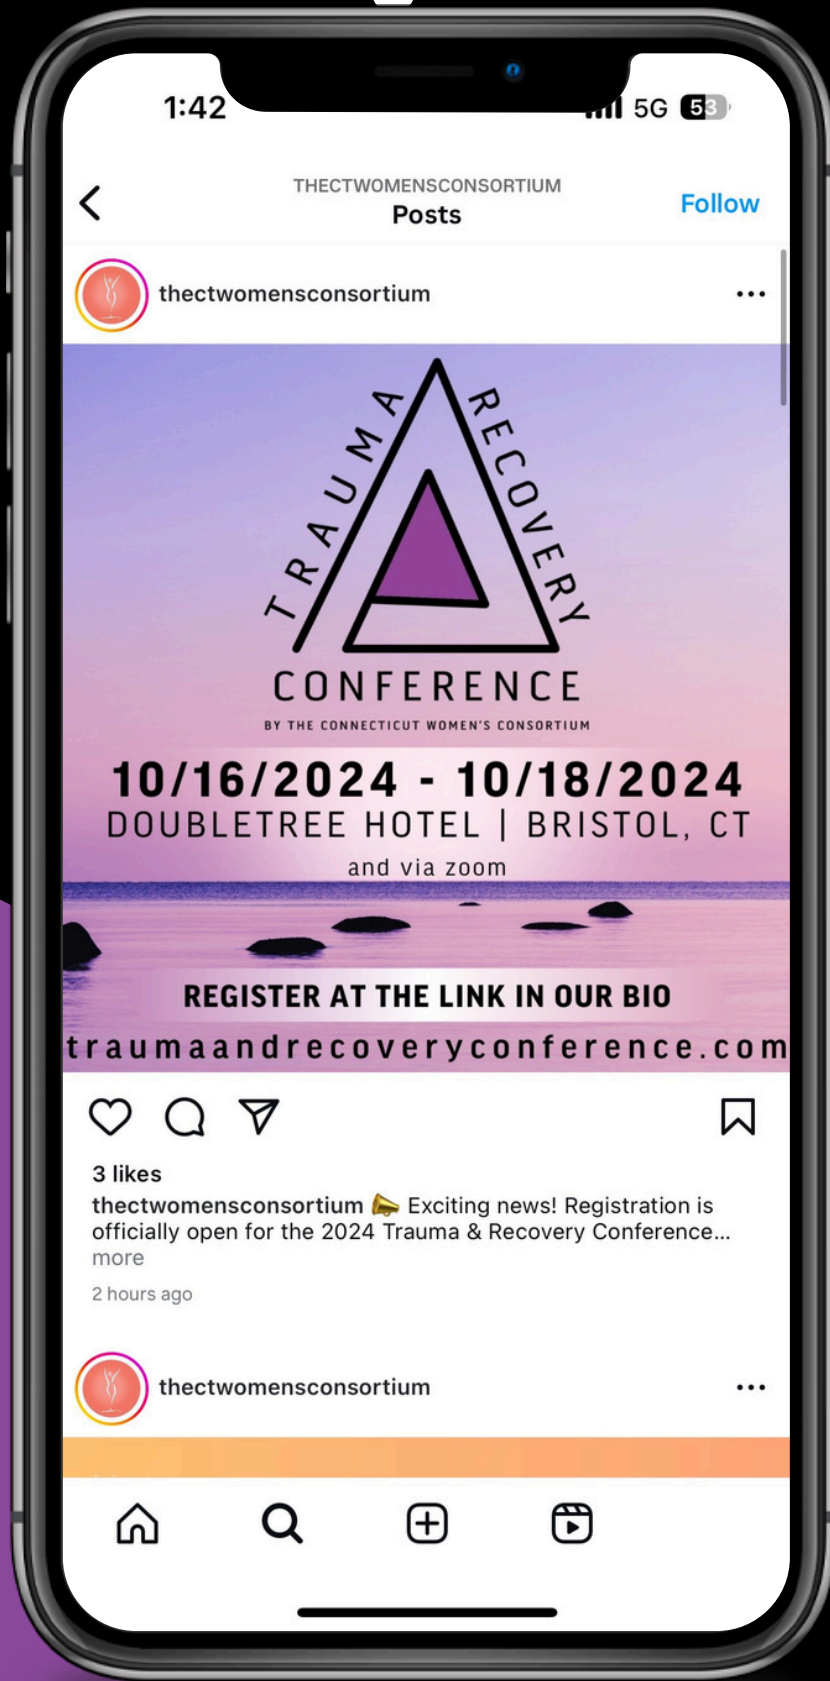 1:42
5G 53
THECTWOMENSCONSORTIUM
Posts
Follow
thectwomensconsortium
TRAUMA
RECOVERY
CONFERENCE
BY THE CONNECTICUT WOMEN'S CONSORTIUM
10/16/2024 - 10/18/2024
DOUBLETREE HOTEL | BRISTOL, CT
and via zoom
REGISTER AT THE LINK IN OUR BIO
traumaandrecoveryconference.com
3 likes
thectwomensconsortium 📣 Exciting news! Registration is
officially open for the 2024 Trauma & Recovery Conference...
more
2 hours ago
thectwomensconsortium